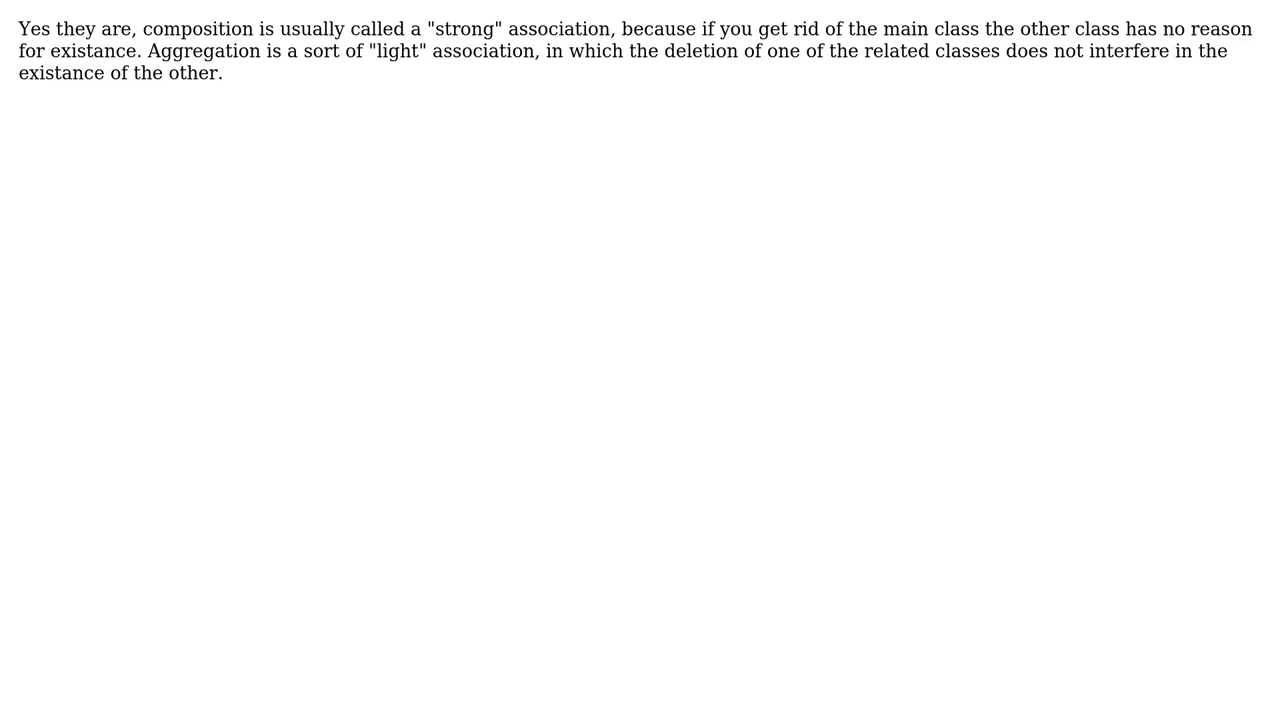 Yes they are, composition is usually called a "strong" association, because if you get rid of the main class the other class has no reason
for existance. Aggregation is a sort of "light" association, in which the deletion of one of the related classes does not interfere in the
existance of the other.